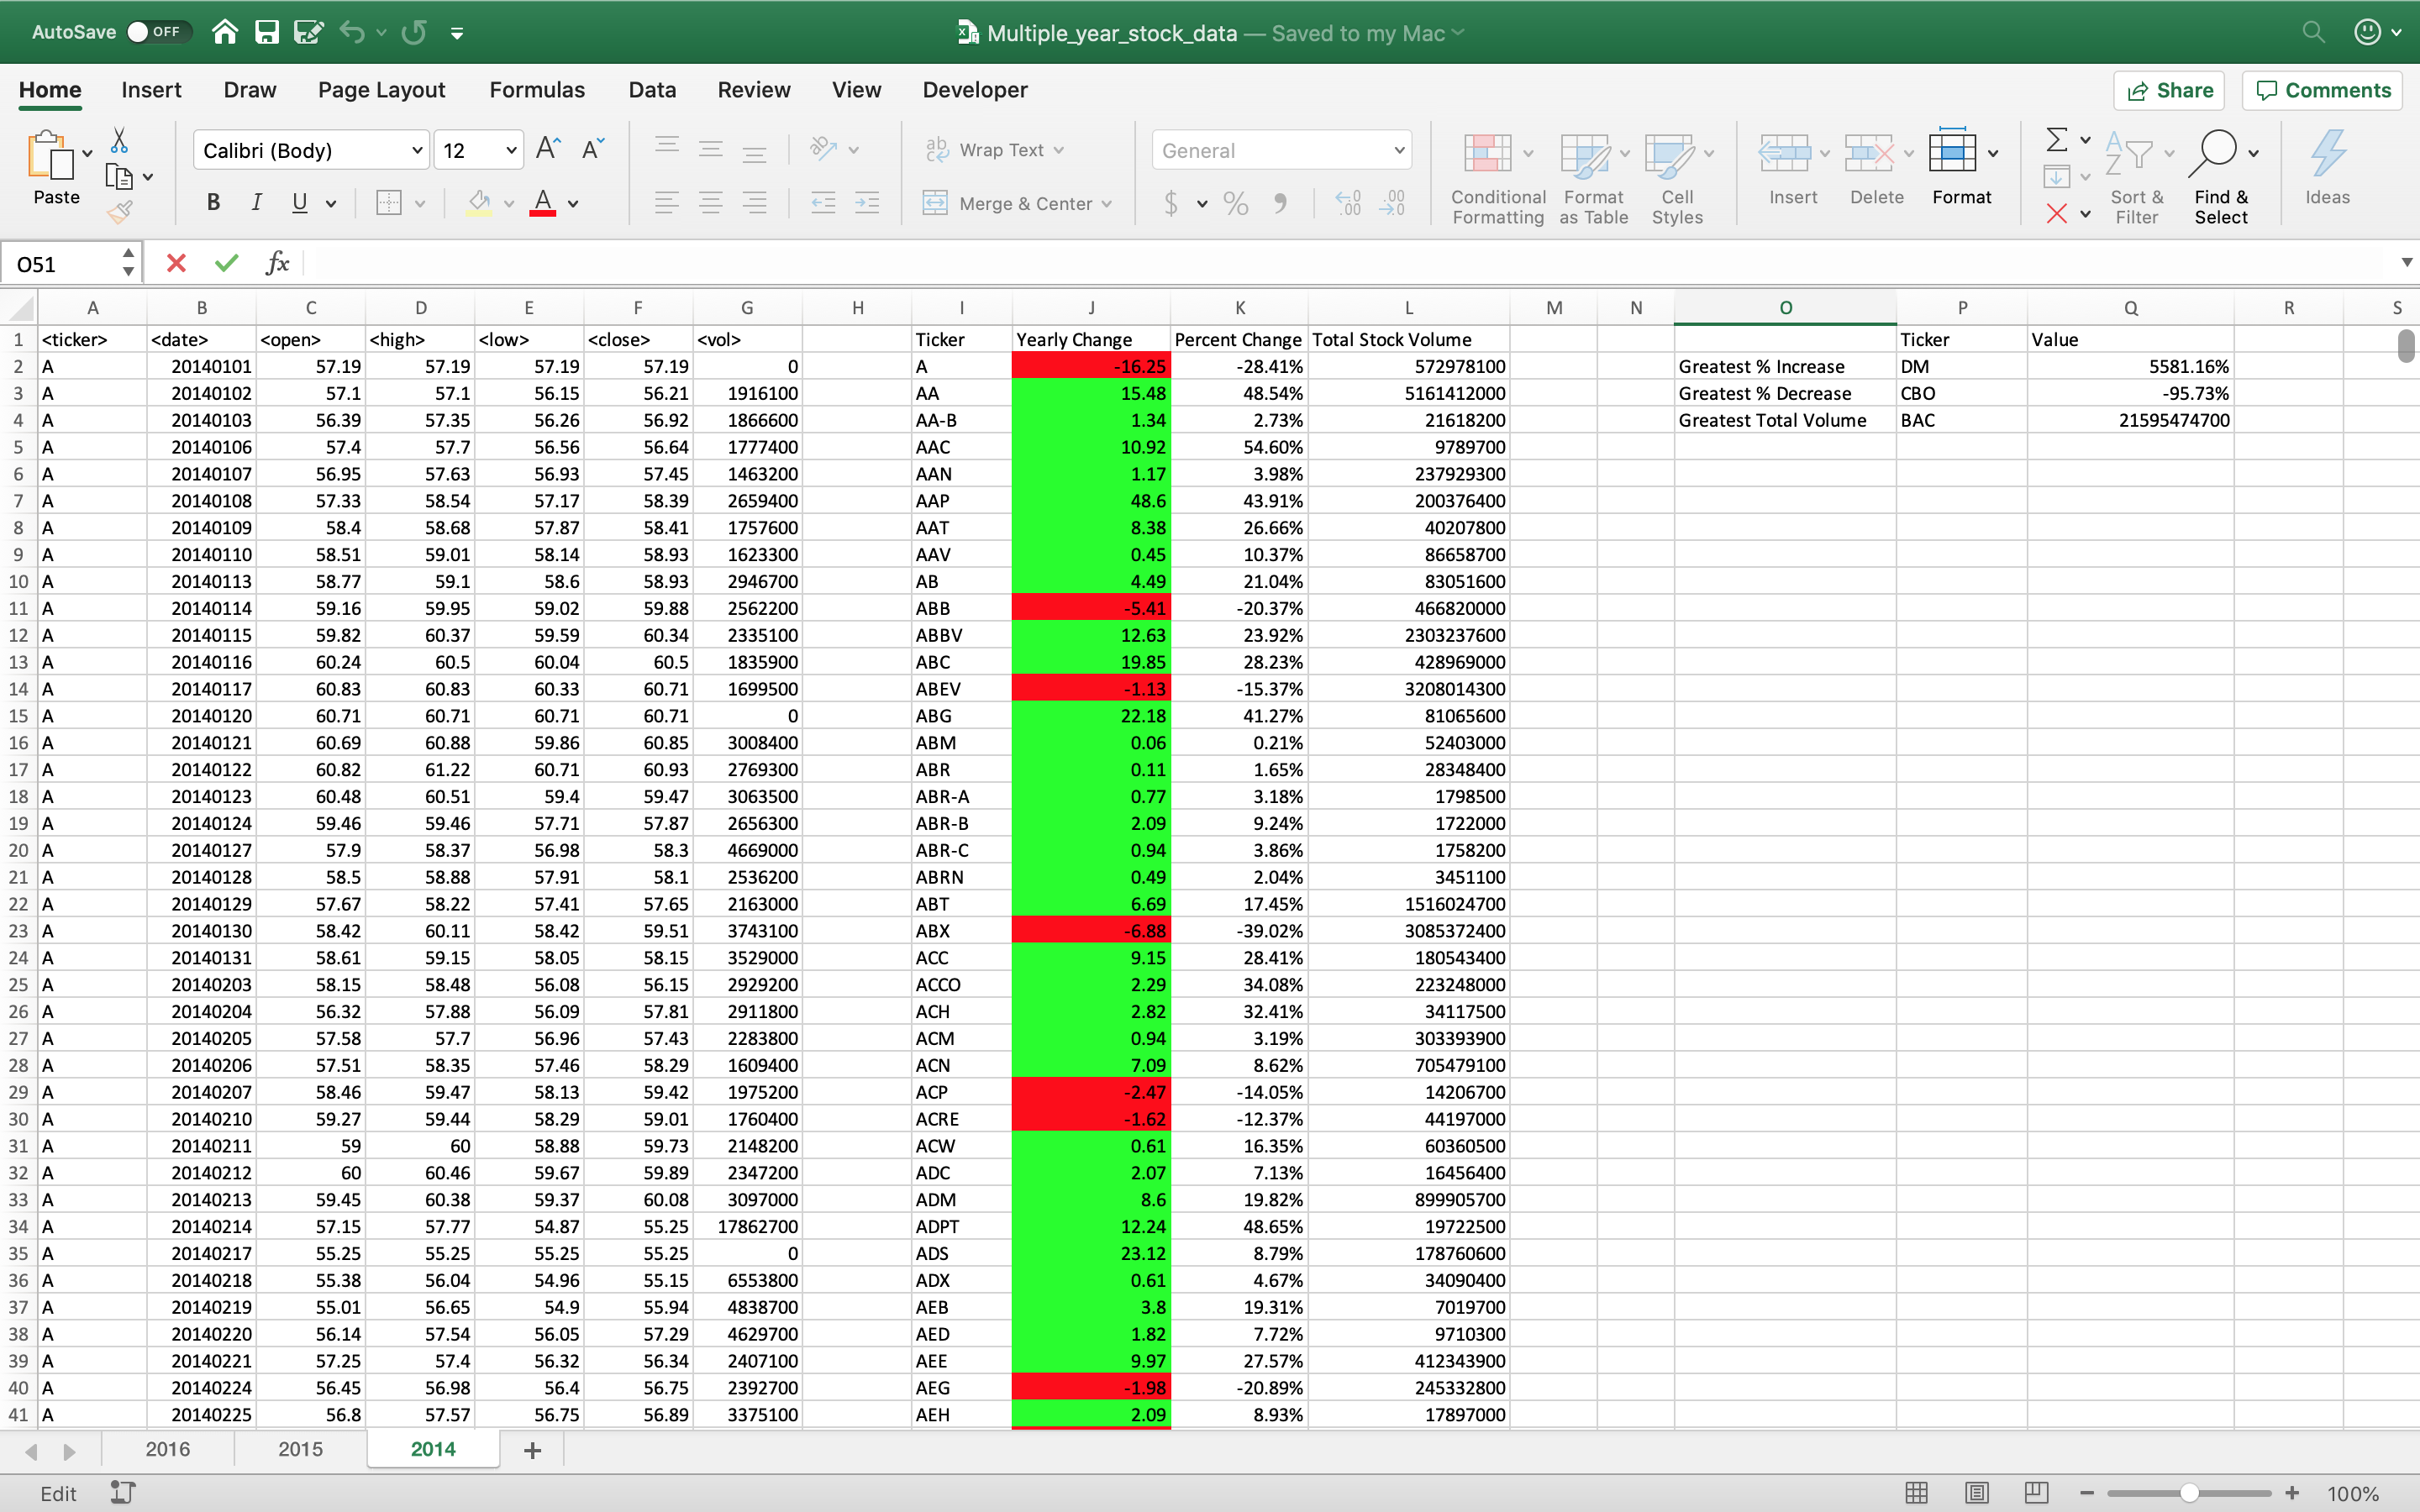 AutoSave OFF Multiple_year_stock_data — Saved to my Mac
Home Insert Draw Page Layout Formulas Data Review View Developer Share Comments
Calibri (Body) 12 Wrap Text General
Paste B I U Merge & Center $ % Conditional Formatting Format as Table Cell Styles Insert Delete Format Sort & Filter Find & Select Ideas
O51 fx
A B C D E F G H I J K L M N O P Q R S
1 <ticker> <date> <open> <high> <low> <close> <vol> Ticker Yearly Change Percent Change Total Stock Volume Ticker Value
2 A 20140101 57.19 57.19 57.19 57.19 0 A -16.25 -28.41% 572978100 Greatest % Increase DM 5581.16%
3 A 20140102 57.1 57.1 56.15 56.21 1916100 AA 15.48 48.54% 5161412000 Greatest % Decrease CBO -95.73%
4 A 20140103 56.39 57.35 56.26 56.92 1866600 AA-B 1.34 2.73% 21618200 Greatest Total Volume BAC 21595474700
5 A 20140106 57.4 57.7 56.56 56.64 1777400 AAC 10.92 54.60% 9789700
6 A 20140107 56.95 57.63 56.93 57.45 1463200 AAN 1.17 3.98% 237929300
7 A 20140108 57.33 58.54 57.17 58.39 2659400 AAP 48.6 43.91% 200376400
8 A 20140109 58.4 58.68 57.87 58.41 1757600 AAT 8.38 26.66% 40207800
9 A 20140110 58.51 59.01 58.14 58.93 1623300 AAV 0.45 10.37% 86658700
10 A 20140113 58.77 59.1 58.6 58.93 2946700 AB 4.49 21.04% 83051600
11 A 20140114 59.16 59.95 59.02 59.88 2562200 ABB -5.41 -20.37% 466820000
12 A 20140115 59.82 60.37 59.59 60.34 2335100 ABBV 12.63 23.92% 2303237600
13 A 20140116 60.24 60.5 60.04 60.5 1835900 ABC 19.85 28.23% 428969000
14 A 20140117 60.83 60.83 60.33 60.71 1699500 ABEV -1.13 -15.37% 3208014300
15 A 20140120 60.71 60.71 60.71 60.71 0 ABG 22.18 41.27% 81065600
16 A 20140121 60.69 60.88 59.86 60.85 3008400 ABM 0.06 0.21% 52403000
17 A 20140122 60.82 61.22 60.71 60.93 2769300 ABR 0.11 1.65% 28348400
18 A 20140123 60.48 60.51 59.4 59.47 3063500 ABR-A 0.77 3.18% 1798500
19 A 20140124 59.46 59.46 57.71 57.87 2656300 ABR-B 2.09 9.24% 1722000
20 A 20140127 57.9 58.37 56.98 58.3 4669000 ABR-C 0.94 3.86% 1758200
21 A 20140128 58.5 58.88 57.91 58.1 2536200 ABRN 0.49 2.04% 3451100
22 A 20140129 57.67 58.22 57.41 57.65 2163000 ABT 6.69 17.45% 1516024700
23 A 20140130 58.42 60.11 58.42 59.51 3743100 ABX -6.88 -39.02% 3085372400
24 A 20140131 58.61 59.15 58.05 58.15 3529000 ACC 9.15 28.41% 180543400
25 A 20140203 58.15 58.48 56.08 56.15 2929200 ACCO 2.29 34.08% 223248000
26 A 20140204 56.32 57.88 56.09 57.81 2911800 ACH 2.82 32.41% 34117500
27 A 20140205 57.58 57.7 56.96 57.43 2283800 ACM 0.94 3.19% 303393900
28 A 20140206 57.51 58.35 57.46 58.29 1609400 ACN 7.09 8.62% 705479100
29 A 20140207 58.46 59.47 58.13 59.42 1975200 ACP -2.47 -14.05% 14206700
30 A 20140210 59.27 59.44 58.29 59.01 1760400 ACRE -1.62 -12.37% 44197000
31 A 20140211 59 60 58.88 59.73 2148200 ACW 0.61 16.35% 60360500
32 A 20140212 60 60.46 59.67 59.89 2347200 ADC 2.07 7.13% 16456400
33 A 20140213 59.45 60.38 59.37 60.08 3097000 ADM 8.6 19.82% 899905700
34 A 20140214 57.15 57.77 54.87 55.25 17862700 ADPT 12.24 48.65% 19722500
35 A 20140217 55.25 55.25 55.25 55.25 0 ADS 23.12 8.79% 178760600
36 A 20140218 55.38 56.04 54.96 55.15 6553800 ADX 0.61 4.67% 34090400
37 A 20140219 55.01 56.65 54.9 55.94 4838700 AEB 3.8 19.31% 7019700
38 A 20140220 56.14 57.54 56.05 57.29 4629700 AED 1.82 7.72% 9710300
39 A 20140221 57.25 57.4 56.32 56.34 2407100 AEE 9.97 27.57% 412343900
40 A 20140224 56.45 56.98 56.4 56.75 2392700 AEG -1.98 -20.89% 245332800
41 A 20140225 56.8 57.57 56.75 56.89 3375100 AEH 2.09 8.93% 17897000
2016 2015 2014 +
Edit 100%